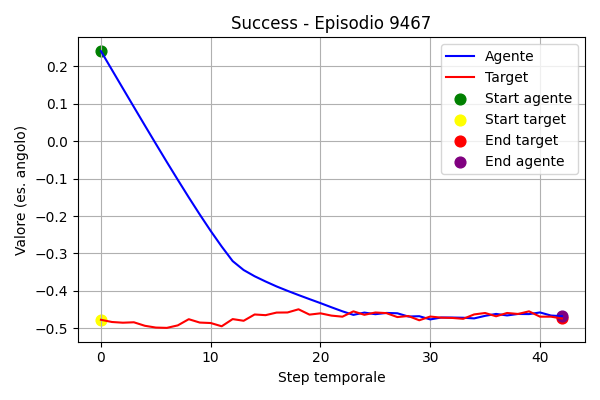 Success - Episodio 9467
Valore (es. angolo)
0.2
0.1
0.0
−0.1
−0.2
−0.3
−0.4
−0.5
0
10
20
30
40
Step temporale
Agente
Target
Start agente
Start target
End target
End agente